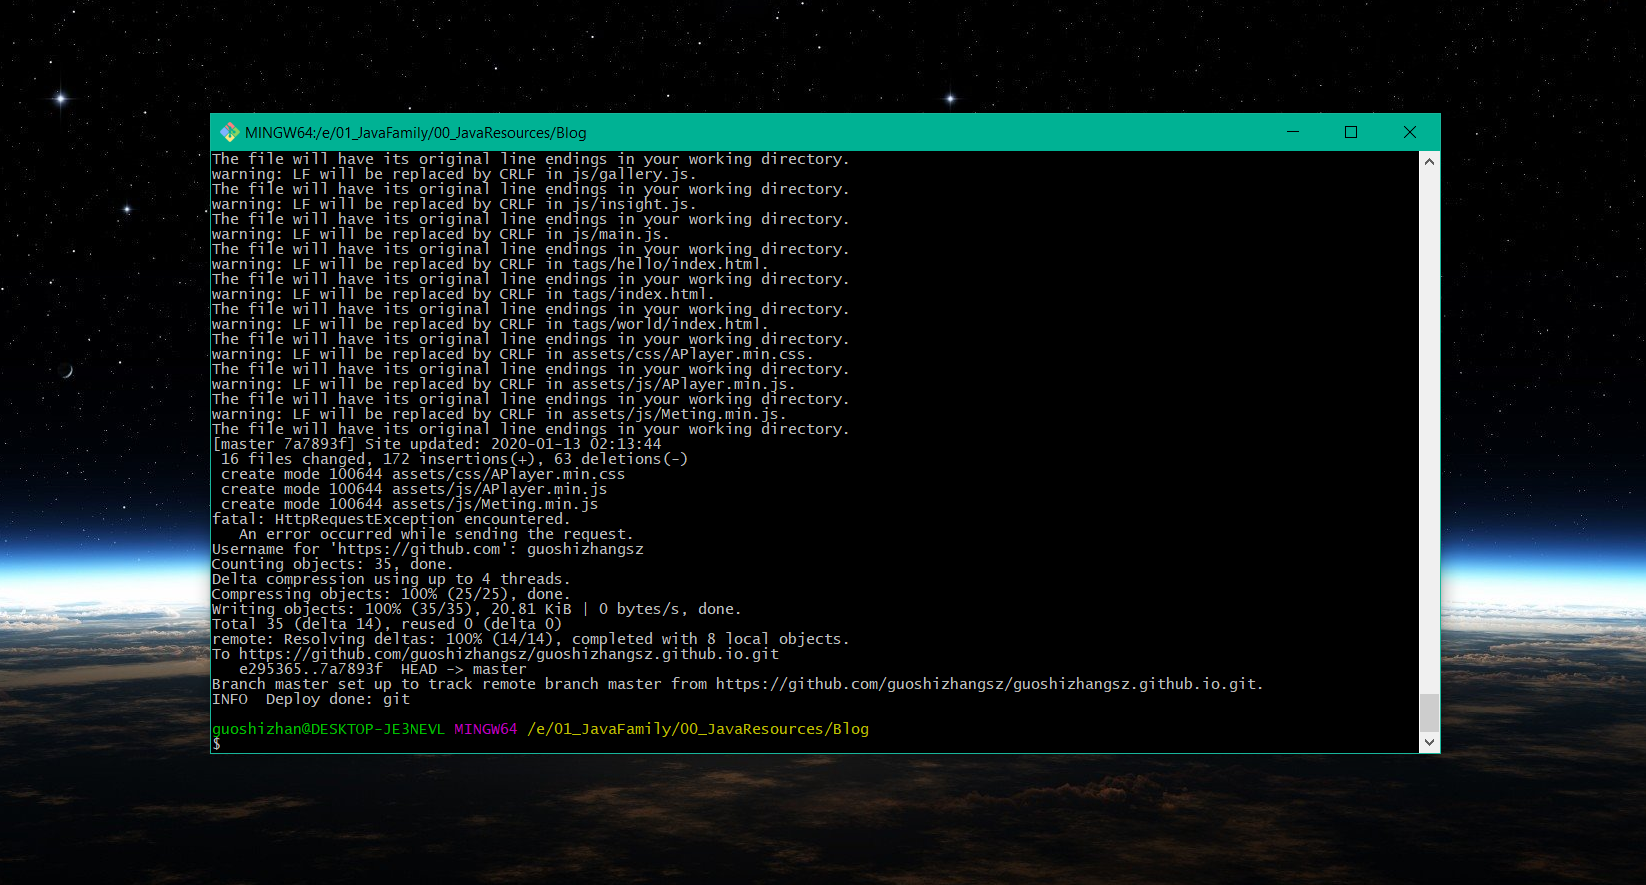 MINGW64:/e/01_JavaFamily/00_JavaResources/Blog
The file will have its original line endings in your working directory.
warning: LF will be replaced by CRLF in js/gallery.js.
The file will have its original line endings in your working directory.
warning: LF will be replaced by CRLF in js/insight.js.
The file will have its original line endings in your working directory.
warning: LF will be replaced by CRLF in js/main.js.
The file will have its original line endings in your working directory.
warning: LF will be replaced by CRLF in tags/hello/index.html.
The file will have its original line endings in your working directory.
warning: LF will be replaced by CRLF in tags/index.html.
The file will have its original line endings in your working directory.
warning: LF will be replaced by CRLF in tags/world/index.html.
The file will have its original line endings in your working directory.
warning: LF will be replaced by CRLF in assets/css/APlayer.min.css.
The file will have its original line endings in your working directory.
warning: LF will be replaced by CRLF in assets/js/APlayer.min.js.
The file will have its original line endings in your working directory.
warning: LF will be replaced by CRLF in assets/js/Meting.min.js.
The file will have its original line endings in your working directory.
[master 7a7893f] Site updated: 2020-01-13 02:13:44
 16 files changed, 172 insertions(+), 63 deletions(-)
 create mode 100644 assets/css/APlayer.min.css
 create mode 100644 assets/js/APlayer.min.js
 create mode 100644 assets/js/Meting.min.js
fatal: HttpRequestException encountered.
   An error occurred while sending the request.
Username for 'https://github.com': guoshizhangsz
Counting objects: 35, done.
Delta compression using up to 4 threads.
Compressing objects: 100% (25/25), done.
Writing objects: 100% (35/35), 20.81 KiB | 0 bytes/s, done.
Total 35 (delta 14), reused 0 (delta 0)
remote: Resolving deltas: 100% (14/14), completed with 8 local objects.
To https://github.com/guoshizhangsz/guoshizhangsz.github.io.git
   e295365..7a7893f  HEAD -> master
Branch master set up to track remote branch master from https://github.com/guoshizhangsz/guoshizhangsz.github.io.git.
INFO  Deploy done: git
guoshizhan@DESKTOP-JE3NEVL MINGW64 /e/01_JavaFamily/00_JavaResources/Blog
$